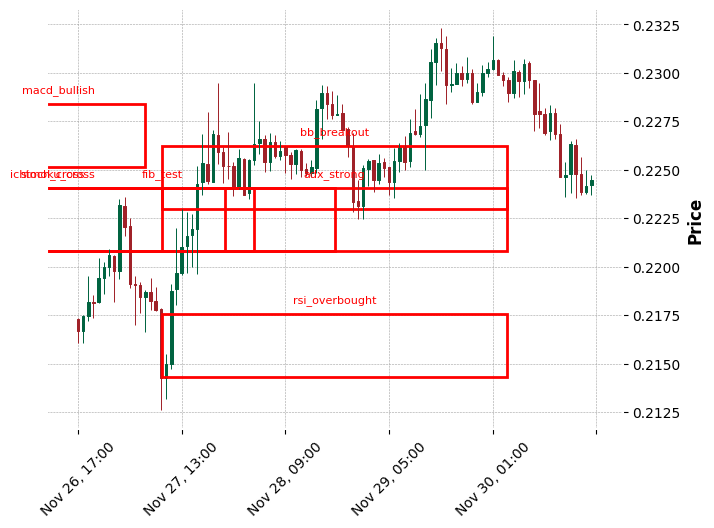 0.2325
macd_bullish
0.2300
0.2275
bb_breakout
0.2250
fib_test
adx_strong
0.2225
0.2200
rsi_overbought
0.2175
0.2150
0.2125
Price
Nov 26, 17:00
Nov 27, 13:00
Nov 28, 09:00
Nov 29, 05:00
Nov 30, 01:00